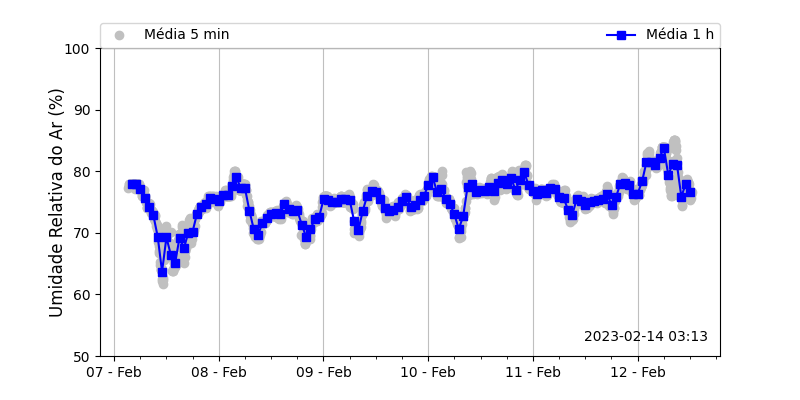 Média 5 min Média 1 h
100
90
80
70
60
50
Umidade Relativa do Ar (%)
2023-02-14 03:13
07 - Feb 08 - Feb 09 - Feb 10 - Feb 11 - Feb 12 - Feb